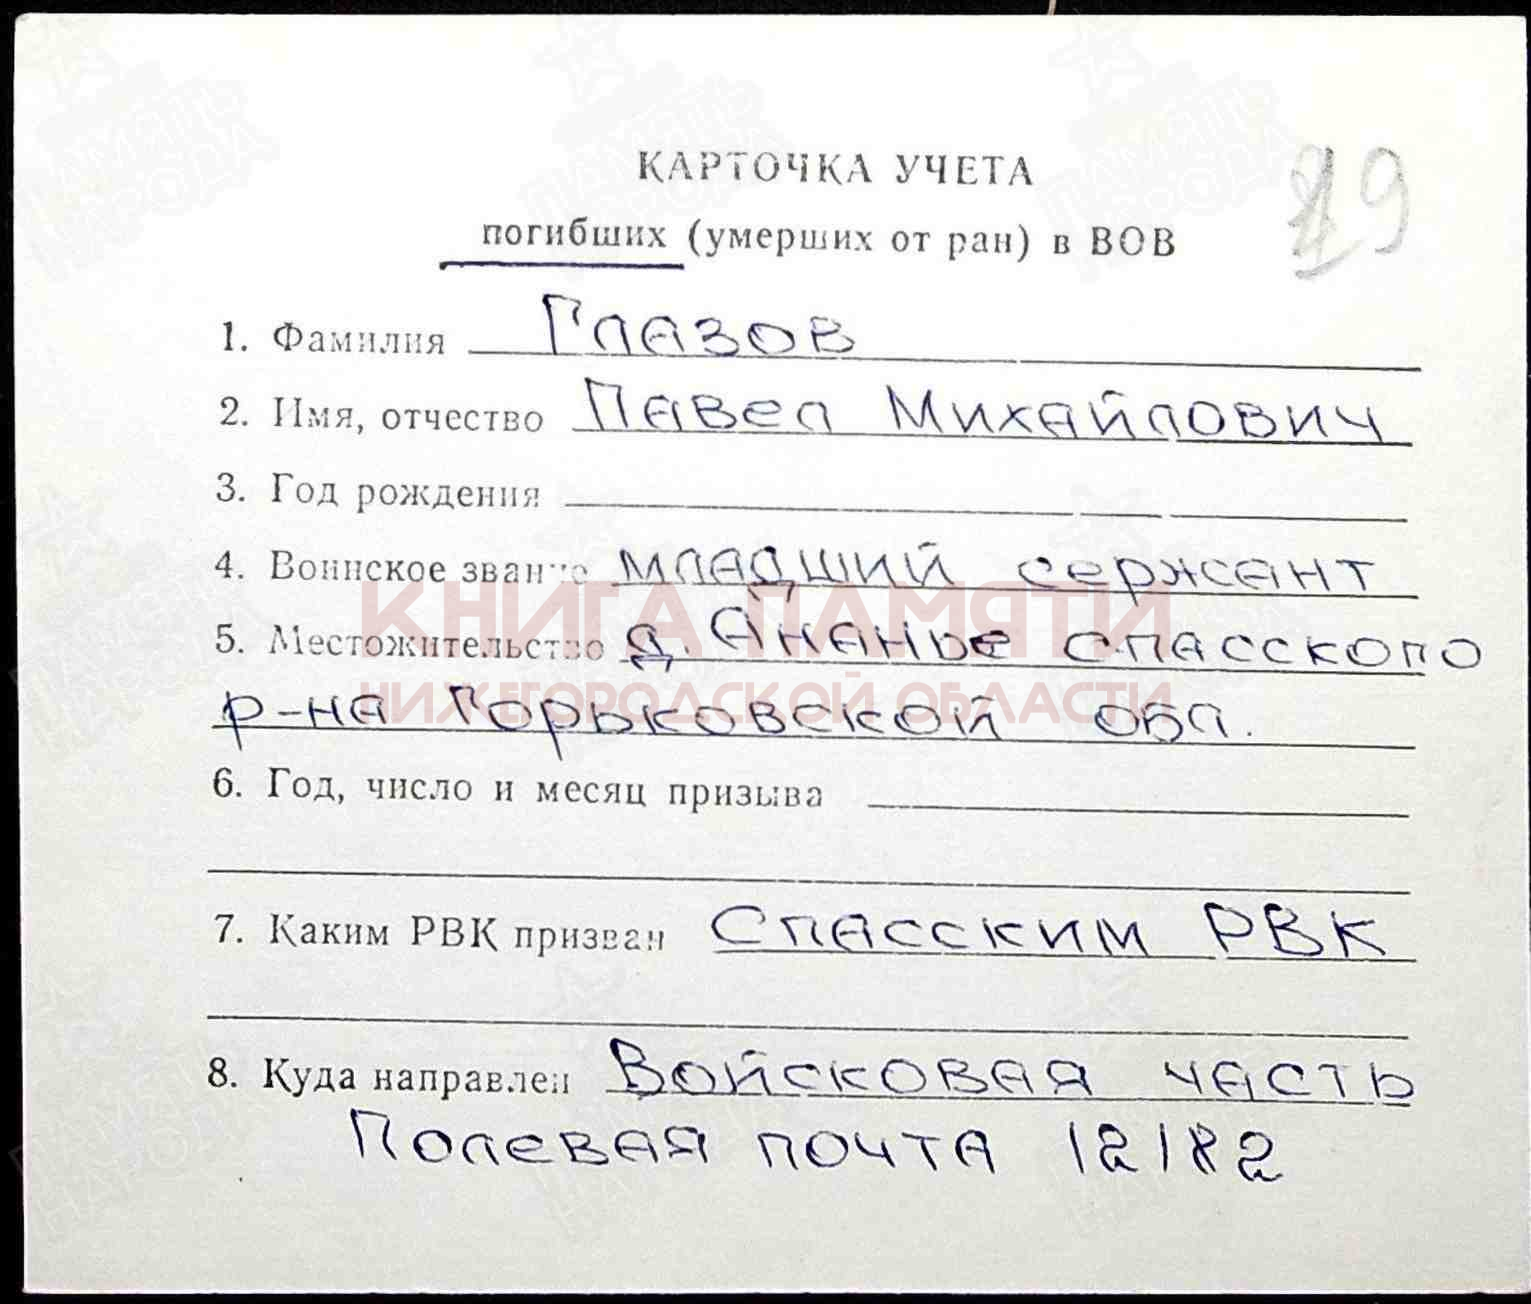 КАРТОЧКА УЧЕТА
погибших (умерших от ран) в ВОВ
1. Фамилия Глазов
2. Имя, отчество Павел Михайлович
3. Год рождения
4. Воинское звание младший сержант
5. Местожительство д. Ананье Спасского
р-на Горьковской обл.
КНИГА ПАМЯТИ
НИЖЕГОРОДСКОЙ ОБЛАСТИ
6. Год, число и месяц призыва
7. Каким РВК призван Спасским РВК
8. Куда направлен Войсковая часть
Полевая почта 12182